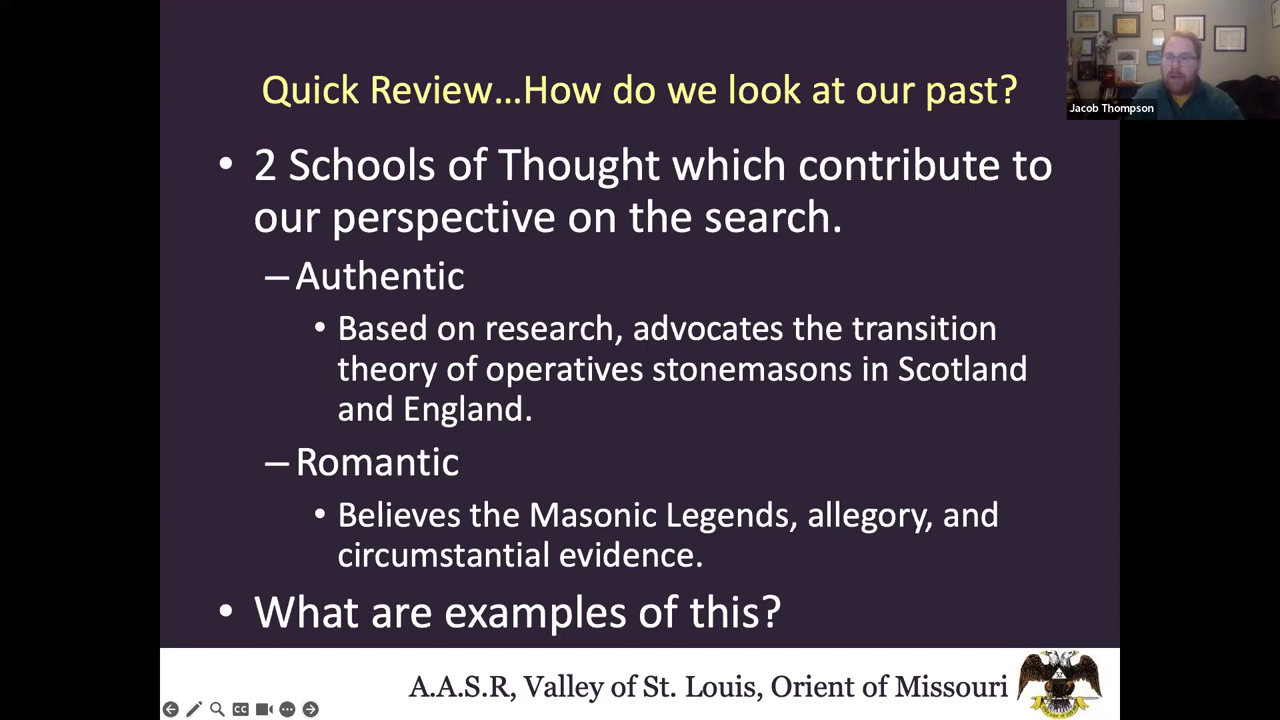 Quick Review...How do we look at our past?
• 2 Schools of Thought which contribute to
our perspective on the search.
– Authentic
• Based on research, advocates the transition
theory of operatives stonemasons in Scotland
and England.
– Romantic
• Believes the Masonic Legends, allegory, and
circumstantial evidence.
• What are examples of this?
A.A.S.R, Valley of St. Louis, Orient of Missouri
Jacob Thompson
CC